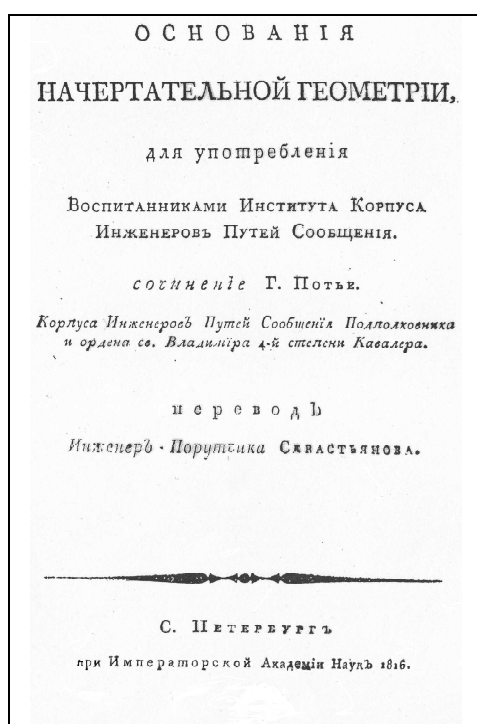 ОСНОВАНІЯ
НАЧЕРТАТЕЛЬНОЙ ГЕОМЕТРІИ,
для употребленія
Воспитанниками Института Корпуса
Инженеровъ Путей Сообщенія.
сочиненіе Г. Потье.
Корпуса Инженеровъ Путей Сообщенія Подполковника
и ордена св. Владиміра 4-й степени Кавалера.
переводъ
Инженеръ-Порутчика Севастьянова.
С. Петербургъ
при Императорской Академіи Наукъ 1816.